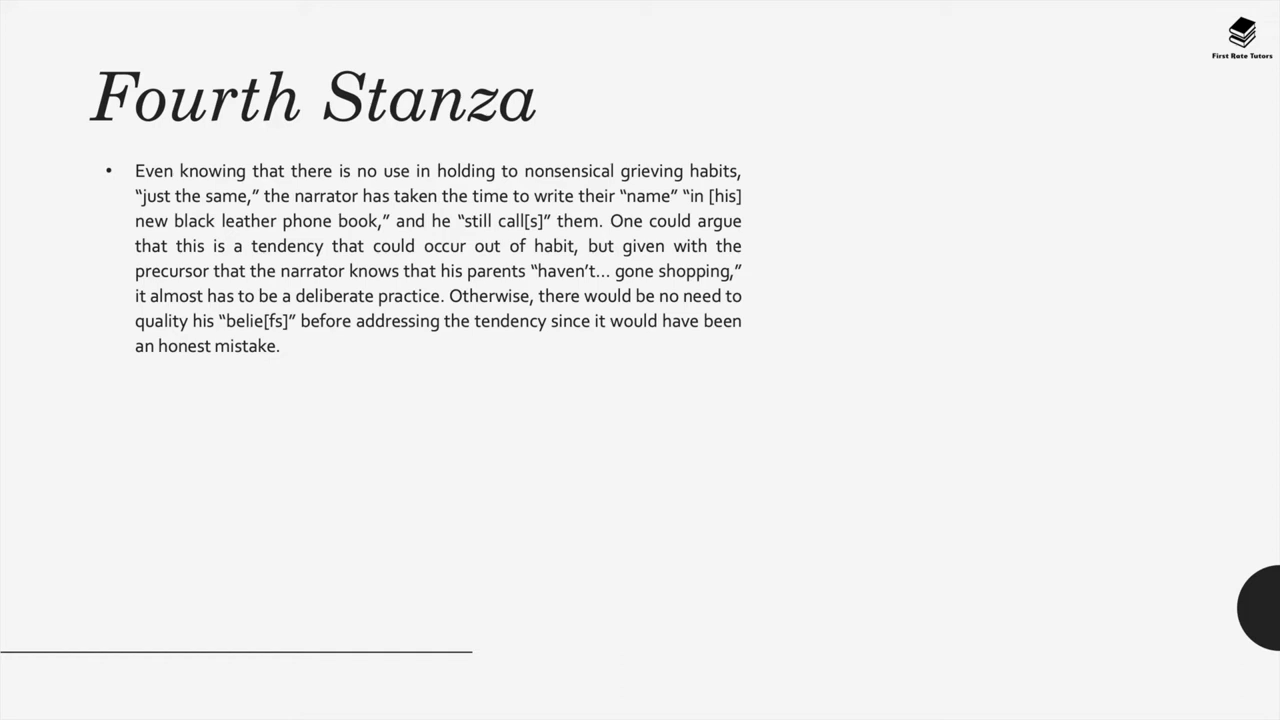 First Rate Tutors
Fourth Stanza
• Even knowing that there is no use in holding to nonsensical grieving habits,
“just the same,” the narrator has taken the time to write their “name” “in [his]
new black leather phone book,” and he “still call[s]” them. One could argue
that this is a tendency that could occur out of habit, but given with the
precursor that the narrator knows that his parents “haven’t... gone shopping,”
it almost has to be a deliberate practice. Otherwise, there would be no need to
quality his “belie[fs]” before addressing the tendency since it would have been
an honest mistake.